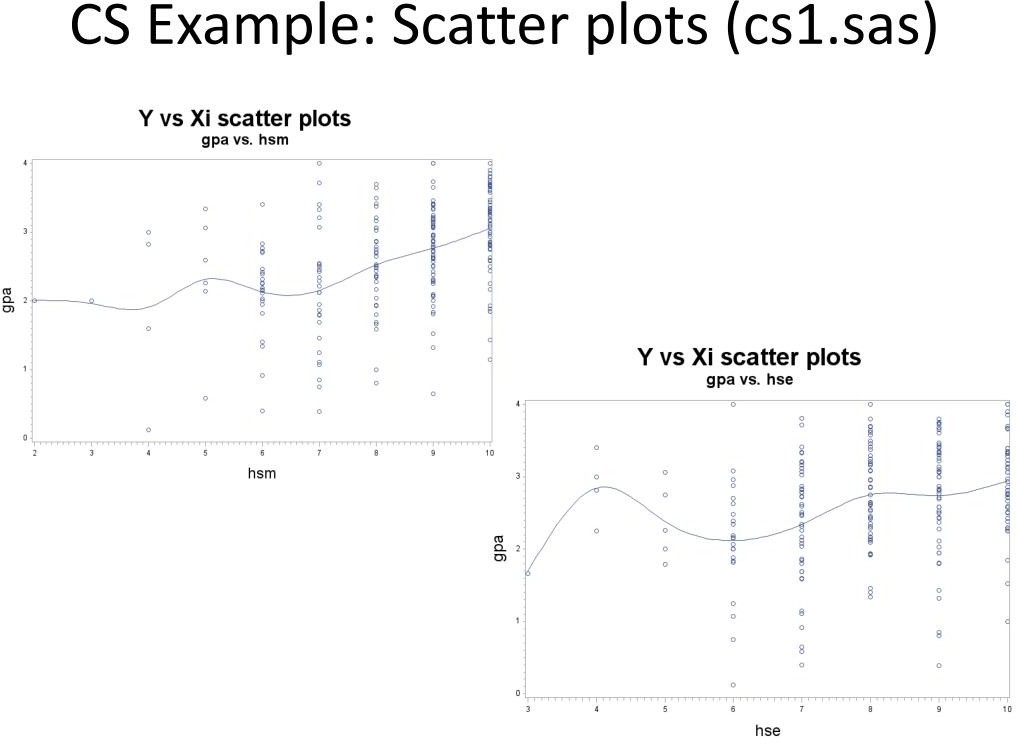 CS Example: Scatter plots (cs1.sas)
Y vs Xi scatter plots
gpa vs. hsm
4
3
2
1
0
gpa
2 3 4 5 6 7 8 9 10
hsm
Y vs Xi scatter plots
gpa vs. hse
4
3
2
1
0
gpa
3 4 5 6 7 8 9 10
hse